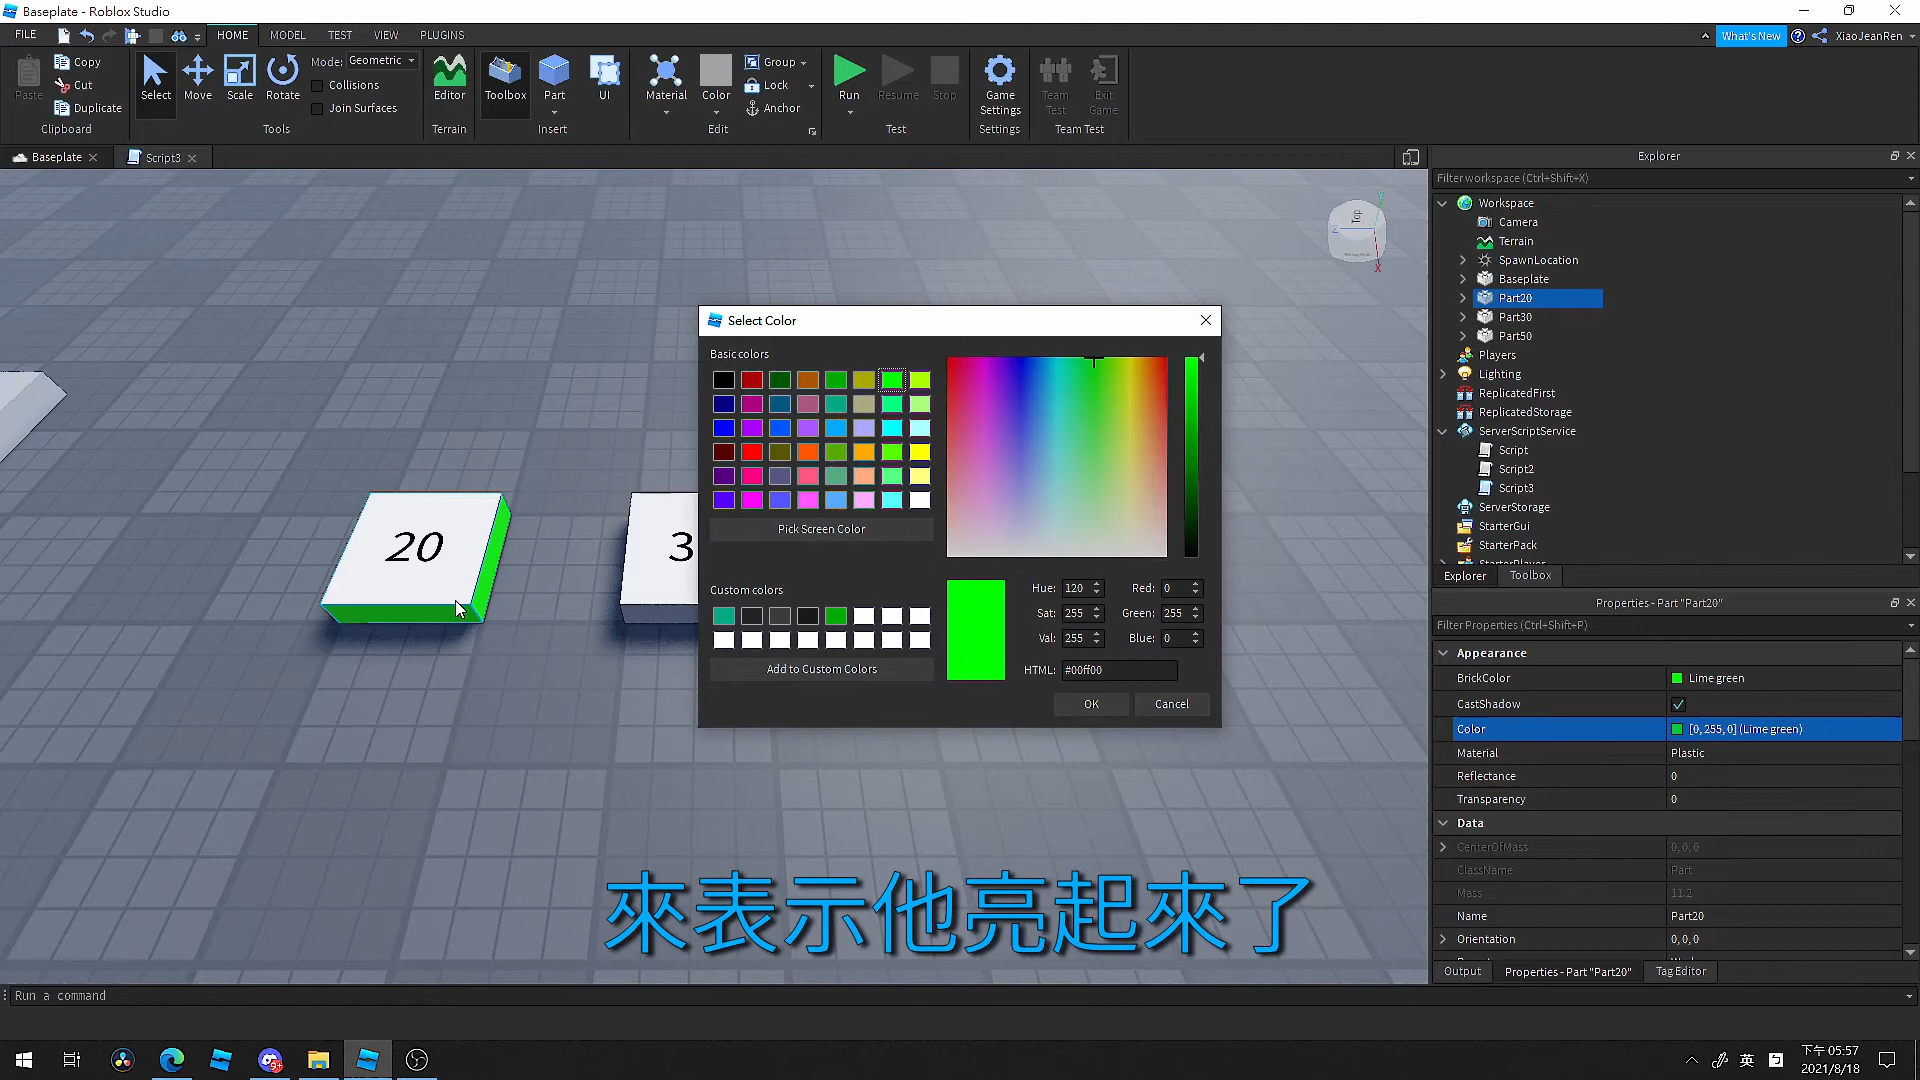 Baseplate - Roblox Studio
FILE HOME MODEL TEST VIEW PLUGINS What's New XiaoJeanRen
Paste Copy Cut Duplicate Clipboard
Select Move Scale Rotate Mode: Geometric Collisions Join Surfaces Tools
Editor Terrain
Toolbox Part UI Insert
Material Color Group Lock Anchor Edit
Run Resume Stop Test
Game Settings Settings
Team Test Exit Game Team Test
Baseplate Script3
Top
Z
Y
X
20
3
Select Color
Basic colors
Pick Screen Color
Custom colors
Add to Custom Colors
Hue: 120 Red: 0
Sat: 255 Green: 255
Val: 255 Blue: 0
HTML: #00ff00
OK Cancel
Explorer
Filter workspace (Ctrl+Shift+X)
Workspace
Camera
Terrain
SpawnLocation
Baseplate
Part20
Part30
Part50
Players
Lighting
ReplicatedFirst
ReplicatedStorage
ServerScriptService
Script
Script2
Script3
ServerStorage
StarterGui
StarterPack
StarterPlayer
Explorer Toolbox
Properties - Part "Part20"
Filter Properties (Ctrl+Shift+P)
Appearance
BrickColor Lime green
CastShadow
Color [0, 255, 0] (Lime green)
Material Plastic
Reflectance 0
Transparency 0
Data
CenterOfMass 0, 0, 0
ClassName Part
Mass 11.2
Name Part20
Orientation 0, 0, 0
Output Properties - Part "Part20" Tag Editor
來表示他亮起來了
Run a command
9+
英
下午 05:57
2021/8/18